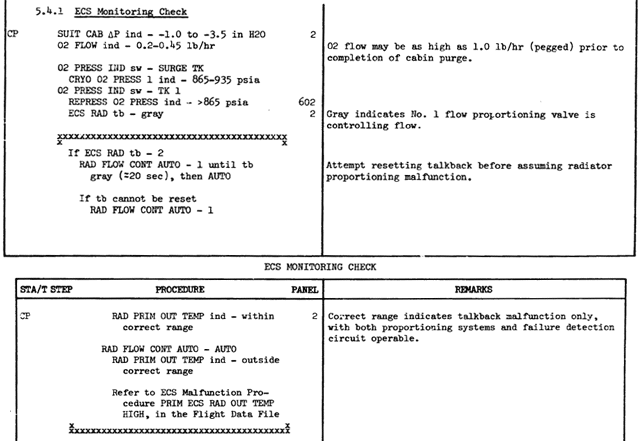 5.4.1 ECS Monitoring Check
CP SUIT CAB ΔP ind - -1.0 to -3.5 in H2O 2
O2 FLOW ind - 0.2-0.45 lb/hr
O2 flow may be as high as 1.0 lb/hr (pegged) prior to
completion of cabin purge.
O2 PRESS IND sw - SURGE TK
CRYO O2 PRESS 1 ind - 865-935 psia
O2 PRESS IND sw - TK 1
REPRESS O2 PRESS ind - >865 psia 602
ECS RAD tb - gray 2
Gray indicates No. 1 flow proportioning valve is
controlling flow.
xxxxxxxxxxxxxxxxxxxxxxxxxxxxxxxxxxxxxxx
x x
If ECS RAD tb - 2
RAD FLOW CONT AUTO - 1 until tb
gray (≈20 sec), then AUTO
Attempt resetting talkback before assuming radiator
proportioning malfunction.
If tb cannot be reset
RAD FLOW CONT AUTO - 1
ECS MONITORING CHECK
STA/T STEP PROCEDURE PANEL REMARKS
CP RAD PRIM OUT TEMP ind - within 2
correct range
Correct range indicates talkback malfunction only,
with both proportioning systems and failure detection
circuit operable.
RAD FLOW CONT AUTO - AUTO
RAD PRIM OUT TEMP ind - outside
correct range
Refer to ECS Malfunction Pro-
cedure PRIM ECS RAD OUT TEMP
HIGH, in the Flight Data File
x x
xxxxxxxxxxxxxxxxxxxxxxxxxxxxxxxxxxxxxxx